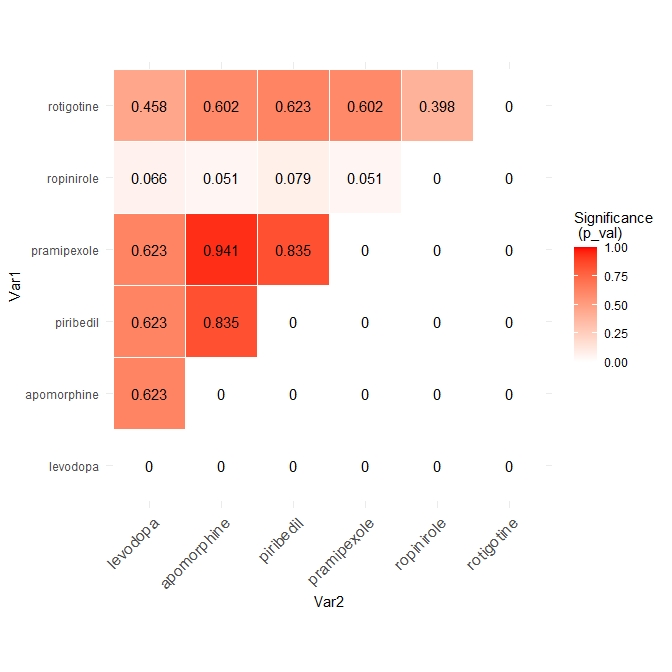 rotigotine 0.458 0.602 0.623 0.602 0.398 0
ropinirole 0.066 0.051 0.079 0.051 0 0
pramipexole 0.623 0.941 0.835 0 0 0
piribedil 0.623 0.835 0 0 0 0
apomorphine 0.623 0 0 0 0 0
levodopa 0 0 0 0 0 0
Var1
levodopa apomorphine piribedil pramipexole ropinirole rotigotine
Var2
Significance
(p_val)
1.00
0.75
0.50
0.25
0.00